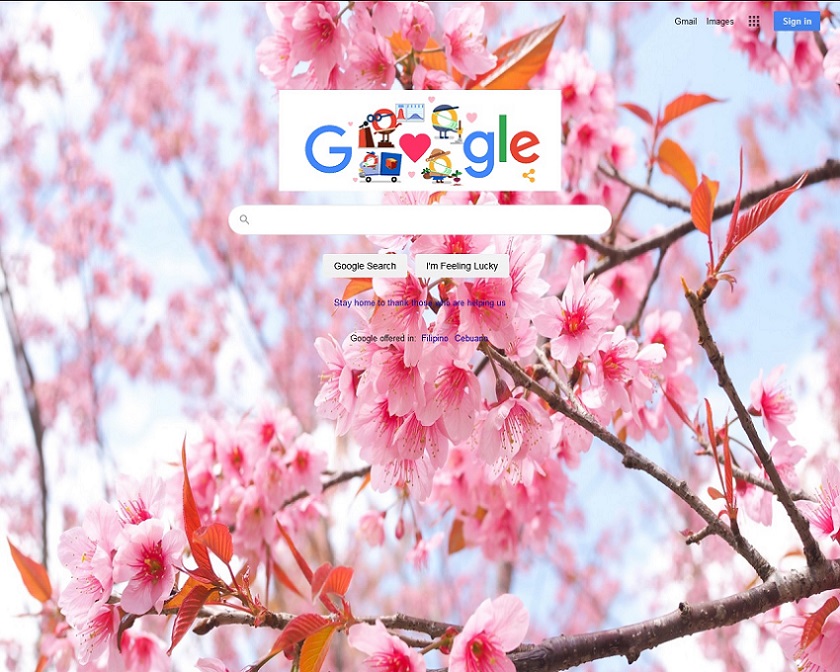 Gmail Images Sign in
Google
Google Search I'm Feeling Lucky
Stay home to thank those who are helping us
Google offered in: Filipino Cebuano